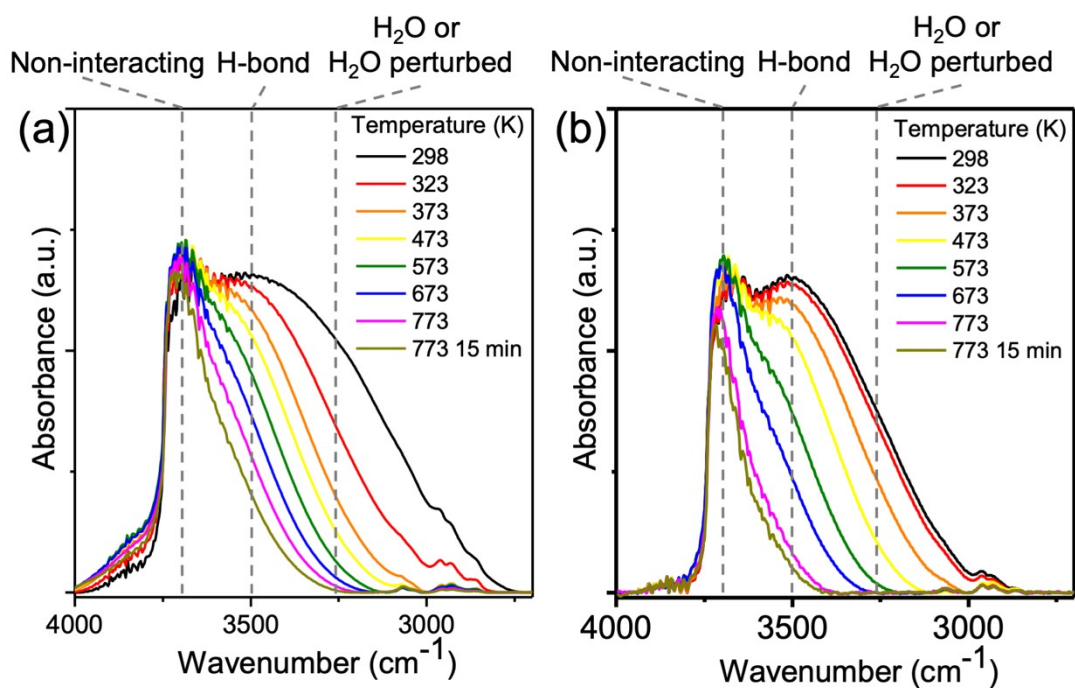 H₂O or
Non-interacting H-bond H₂O perturbed
(a)
Temperature (K)
298
323
373
473
573
673
773
773 15 min
Absorbance (a.u.)
4000 3500 3000
Wavenumber (cm⁻¹)
H₂O or
Non-interacting H-bond H₂O perturbed
(b)
Temperature (K)
298
323
373
473
573
673
773
773 15 min
Absorbance (a.u.)
4000 3500 3000
Wavenumber (cm⁻¹)